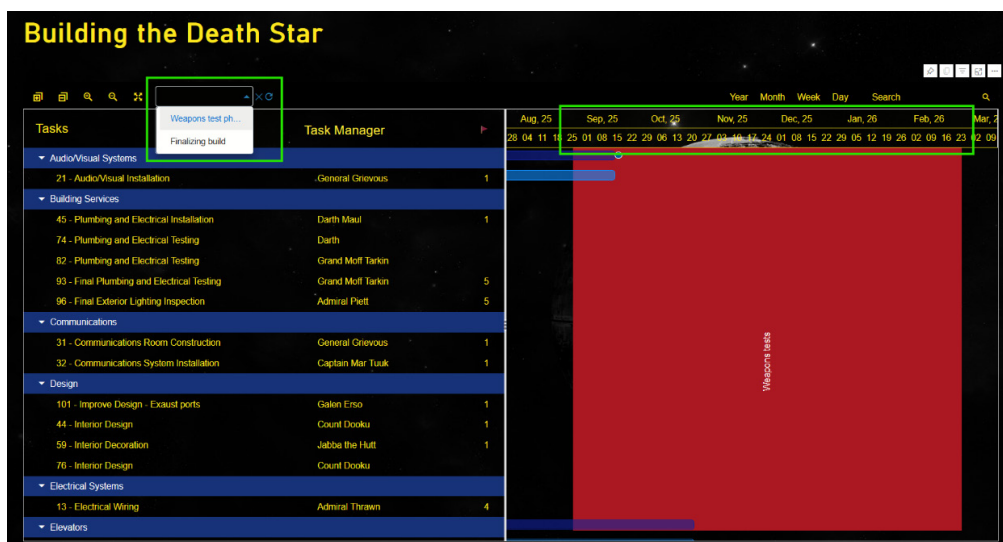 Building the Death Star
Year Month Week Day Search
Weapons test ph...
Finalizing build
Tasks Task Manager
Aug, 25 Sep, 25 Oct, 25 Nov, 25 Dec, 25 Jan, 26 Feb, 26 Mar, 2
28 04 11 18 25 01 08 15 22 29 06 13 20 27 03 10 17 24 01 08 15 22 29 05 12 19 26 02 09 16 23 02 09
Audio/Visual Systems
21 - Audio/Visual Installation General Grievous 1
Building Services
45 - Plumbing and Electrical Installation Darth Maul 1
74 - Plumbing and Electrical Testing Darth
82 - Plumbing and Electrical Testing Grand Moff Tarkin
93 - Final Plumbing and Electrical Testing Grand Moff Tarkin 5
96 - Final Exterior Lighting Inspection Admiral Piett 5
Communications
31 - Communications Room Construction General Grievous 1
32 - Communications System Installation Captain Mar Tuuk 1
Weapons tests
Design
101 - Improve Design - Exaust ports Galen Erso 1
44 - Interior Design Count Dooku 1
59 - Interior Decoration Jabba the Hutt 1
76 - Interior Design Count Dooku
Electrical Systems
13 - Electrical Wiring Admiral Thrawn 4
Elevators